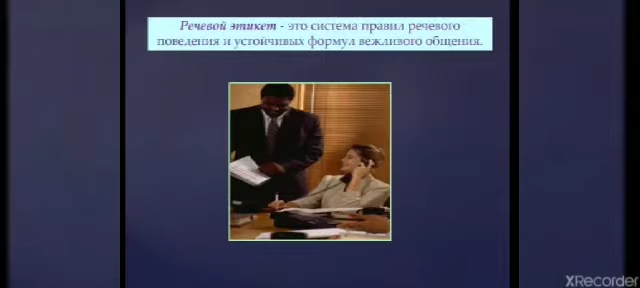 Речевой этикет - это система правил речевого
поведения и устойчивых формул вежливого общения.
XRecorder